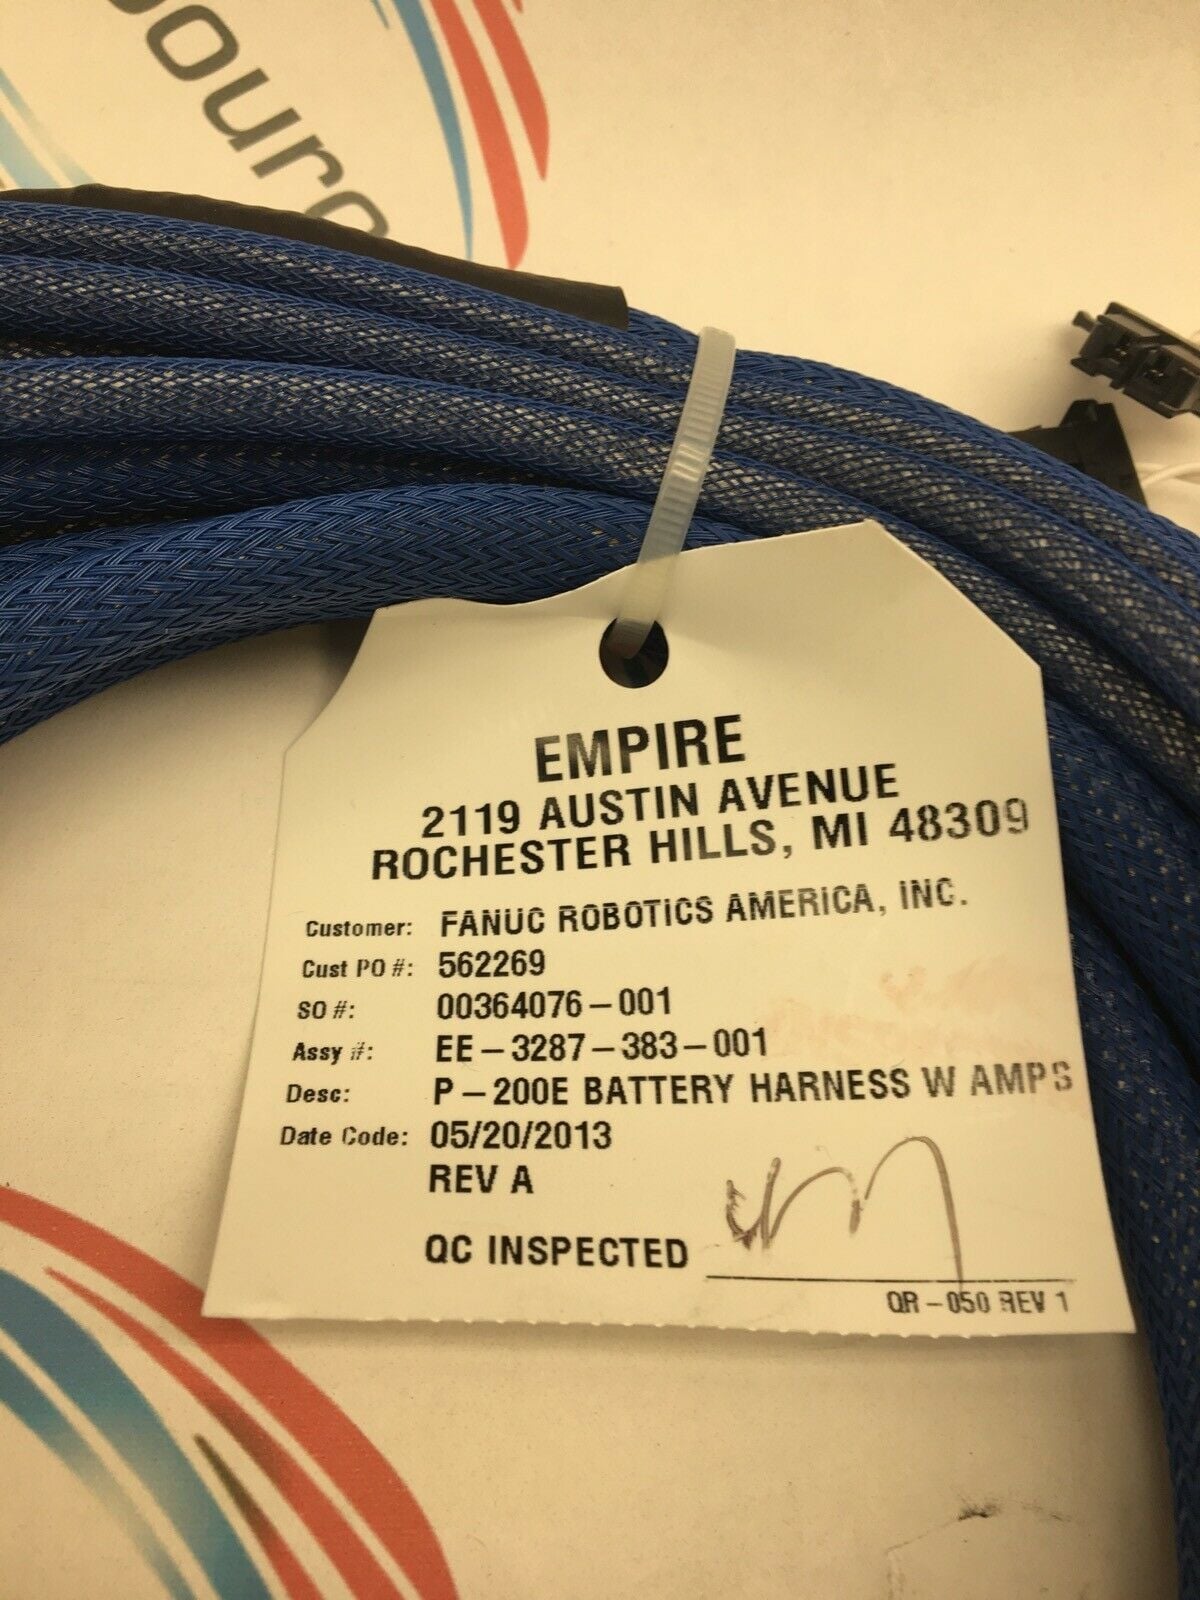 EMPIRE
2119 AUSTIN AVENUE
ROCHESTER HILLS, MI 48309
Customer: FANUC ROBOTICS AMERICA, INC.
Cust PO #: 562269
SO #: 00364076-001
Assy #: EE-3287-383-001
Desc: P-200E BATTERY HARNESS W AMPS
Date Code: 05/20/2013
REV A
QC INSPECTED
QR-050 REV 1